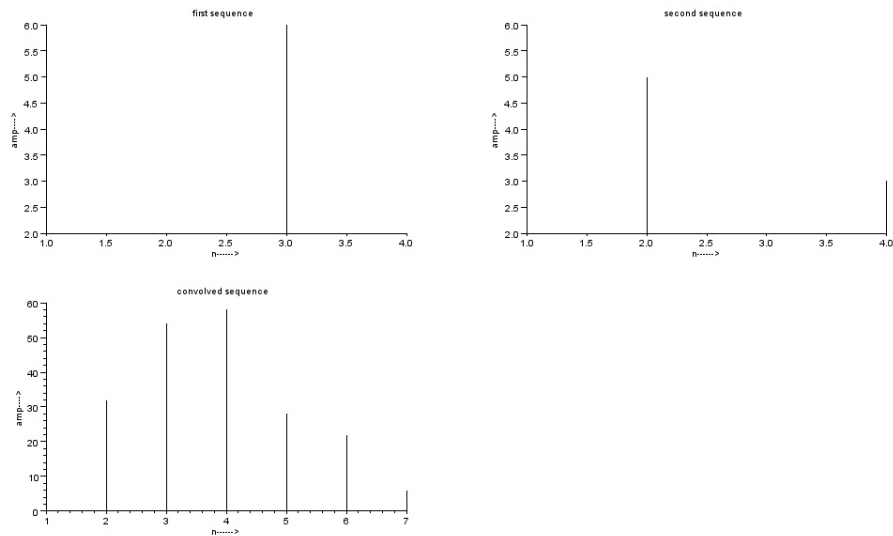 first sequence
6.0
5.5
5.0
4.5
4.0
3.5
3.0
2.5
2.0
amp---->
1.0 1.5 2.0 2.5 3.0 3.5 4.0
n------>
second sequence
6.0
5.5
5.0
4.5
4.0
3.5
3.0
2.5
2.0
amp---->
1.0 1.5 2.0 2.5 3.0 3.5 4.0
n------>
convolved sequence
60
50
40
30
20
10
0
amp---->
1 2 3 4 5 6 7
n------>